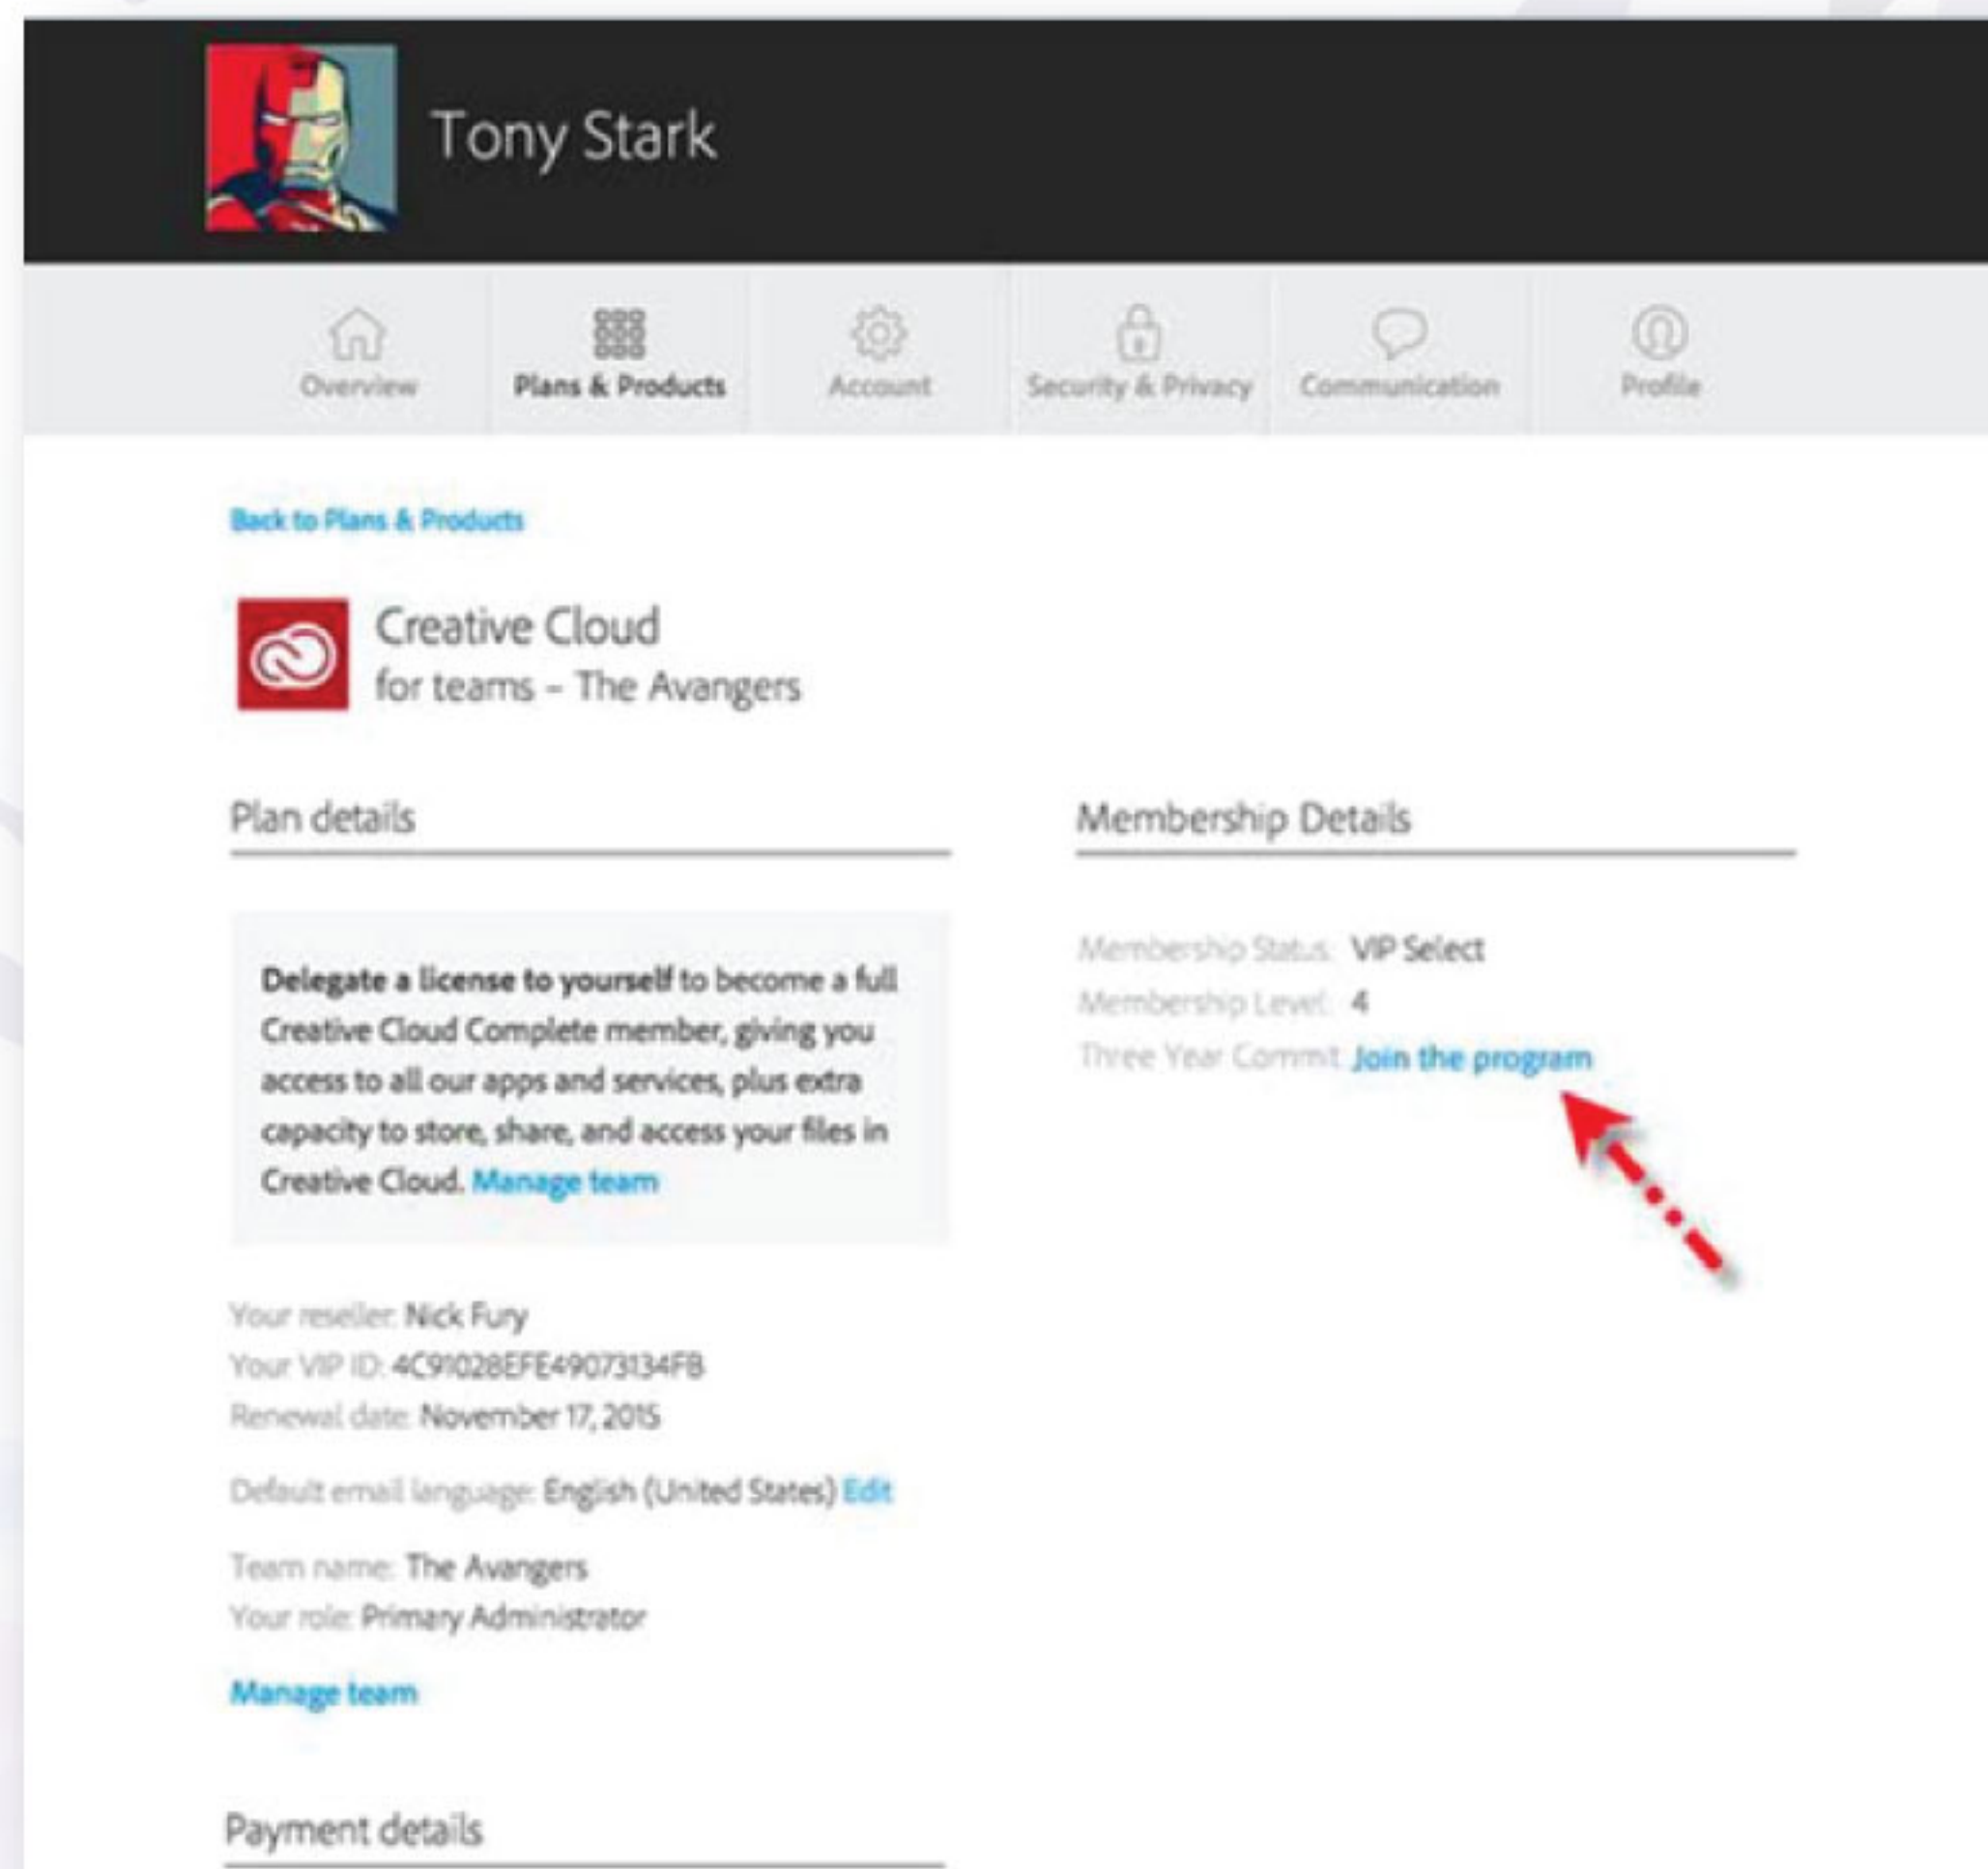 Tony Stark
Overview
Plans & Products
Account
Security & Privacy
Communication
Profile
Back to Plans & Products
Creative Cloud
for teams – The Avangers
Plan details
Delegate a license to yourself to become a full
Creative Cloud Complete member, giving you
access to all our apps and services, plus extra
capacity to store, share, and access your files in
Creative Cloud. Manage team
Your reseller: Nick Fury
Your VIP ID: 4C91028EFE49073134FB
Renewal date: November 17, 2015
Default email language: English (United States) Edit
Team name: The Avangers
Your role: Primary Administrator
Manage team
Payment details
Membership Details
Membership Status: VIP Select
Membership Level: 4
Three Year Commit: Join the program